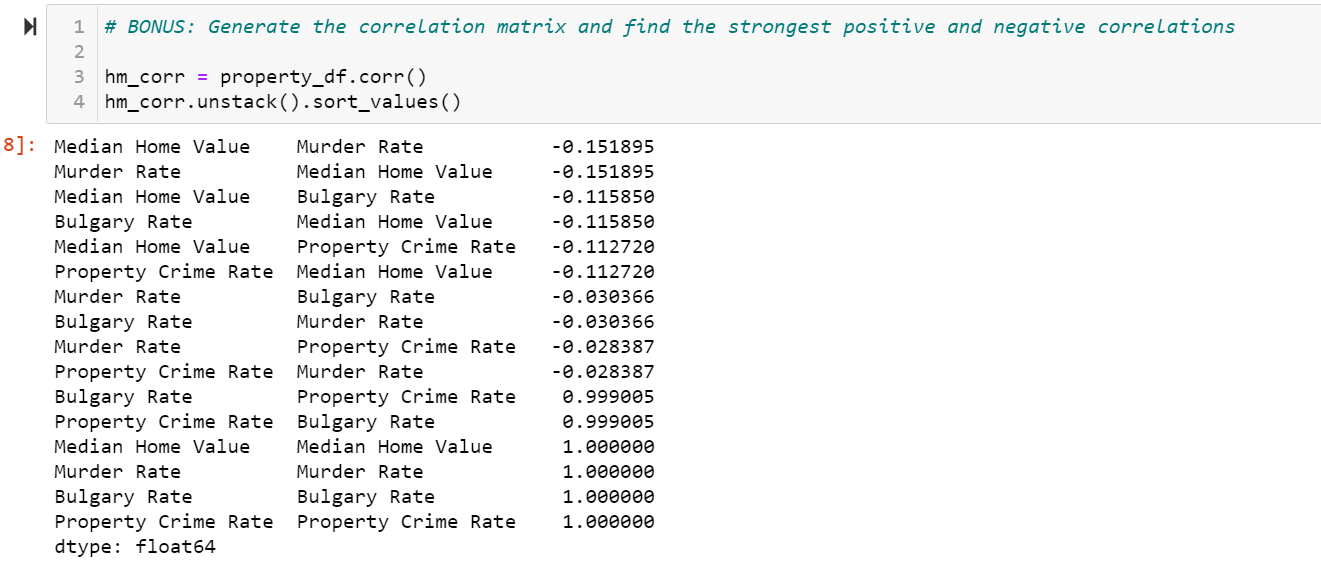 1 # BONUS: Generate the correlation matrix and find the strongest positive and negative correlations
2
3 hm_corr = property_df.corr()
4 hm_corr.unstack().sort_values()
8]: Median Home Value Murder Rate -0.151895
Murder Rate Median Home Value -0.151895
Median Home Value Bulgary Rate -0.115850
Bulgary Rate Median Home Value -0.115850
Median Home Value Property Crime Rate -0.112720
Property Crime Rate Median Home Value -0.112720
Murder Rate Bulgary Rate -0.030366
Bulgary Rate Murder Rate -0.030366
Murder Rate Property Crime Rate -0.028387
Property Crime Rate Murder Rate -0.028387
Bulgary Rate Property Crime Rate 0.999005
Property Crime Rate Bulgary Rate 0.999005
Median Home Value Median Home Value 1.000000
Murder Rate Murder Rate 1.000000
Bulgary Rate Bulgary Rate 1.000000
Property Crime Rate Property Crime Rate 1.000000
dtype: float64